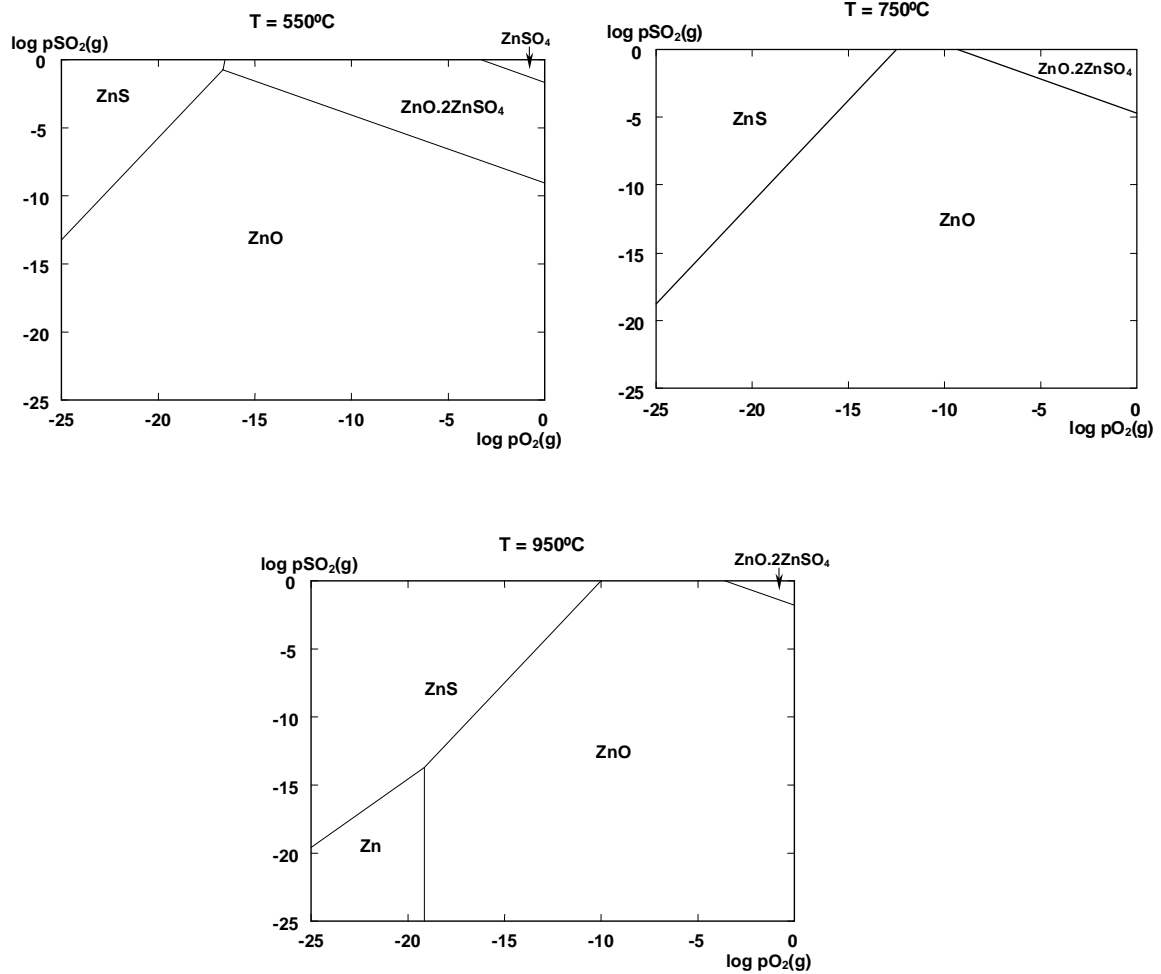 T = 550ºC
log pSO₂(g)
ZnSO₄
0
ZnS
ZnO.2ZnSO₄
-5
-10
ZnO
-15
-20
-25
-25 -20 -15 -10 -5 0
log pO₂(g)
T = 750ºC
log pSO₂(g)
0
ZnO.2ZnSO₄
ZnS
-5
-10
ZnO
-15
-20
-25
-25 -20 -15 -10 -5 0
log pO₂(g)
T = 950ºC
log pSO₂(g)
ZnO.2ZnSO₄
0
-5
ZnS
-10
ZnO
-15
Zn
-20
-25
-25 -20 -15 -10 -5 0
log pO₂(g)